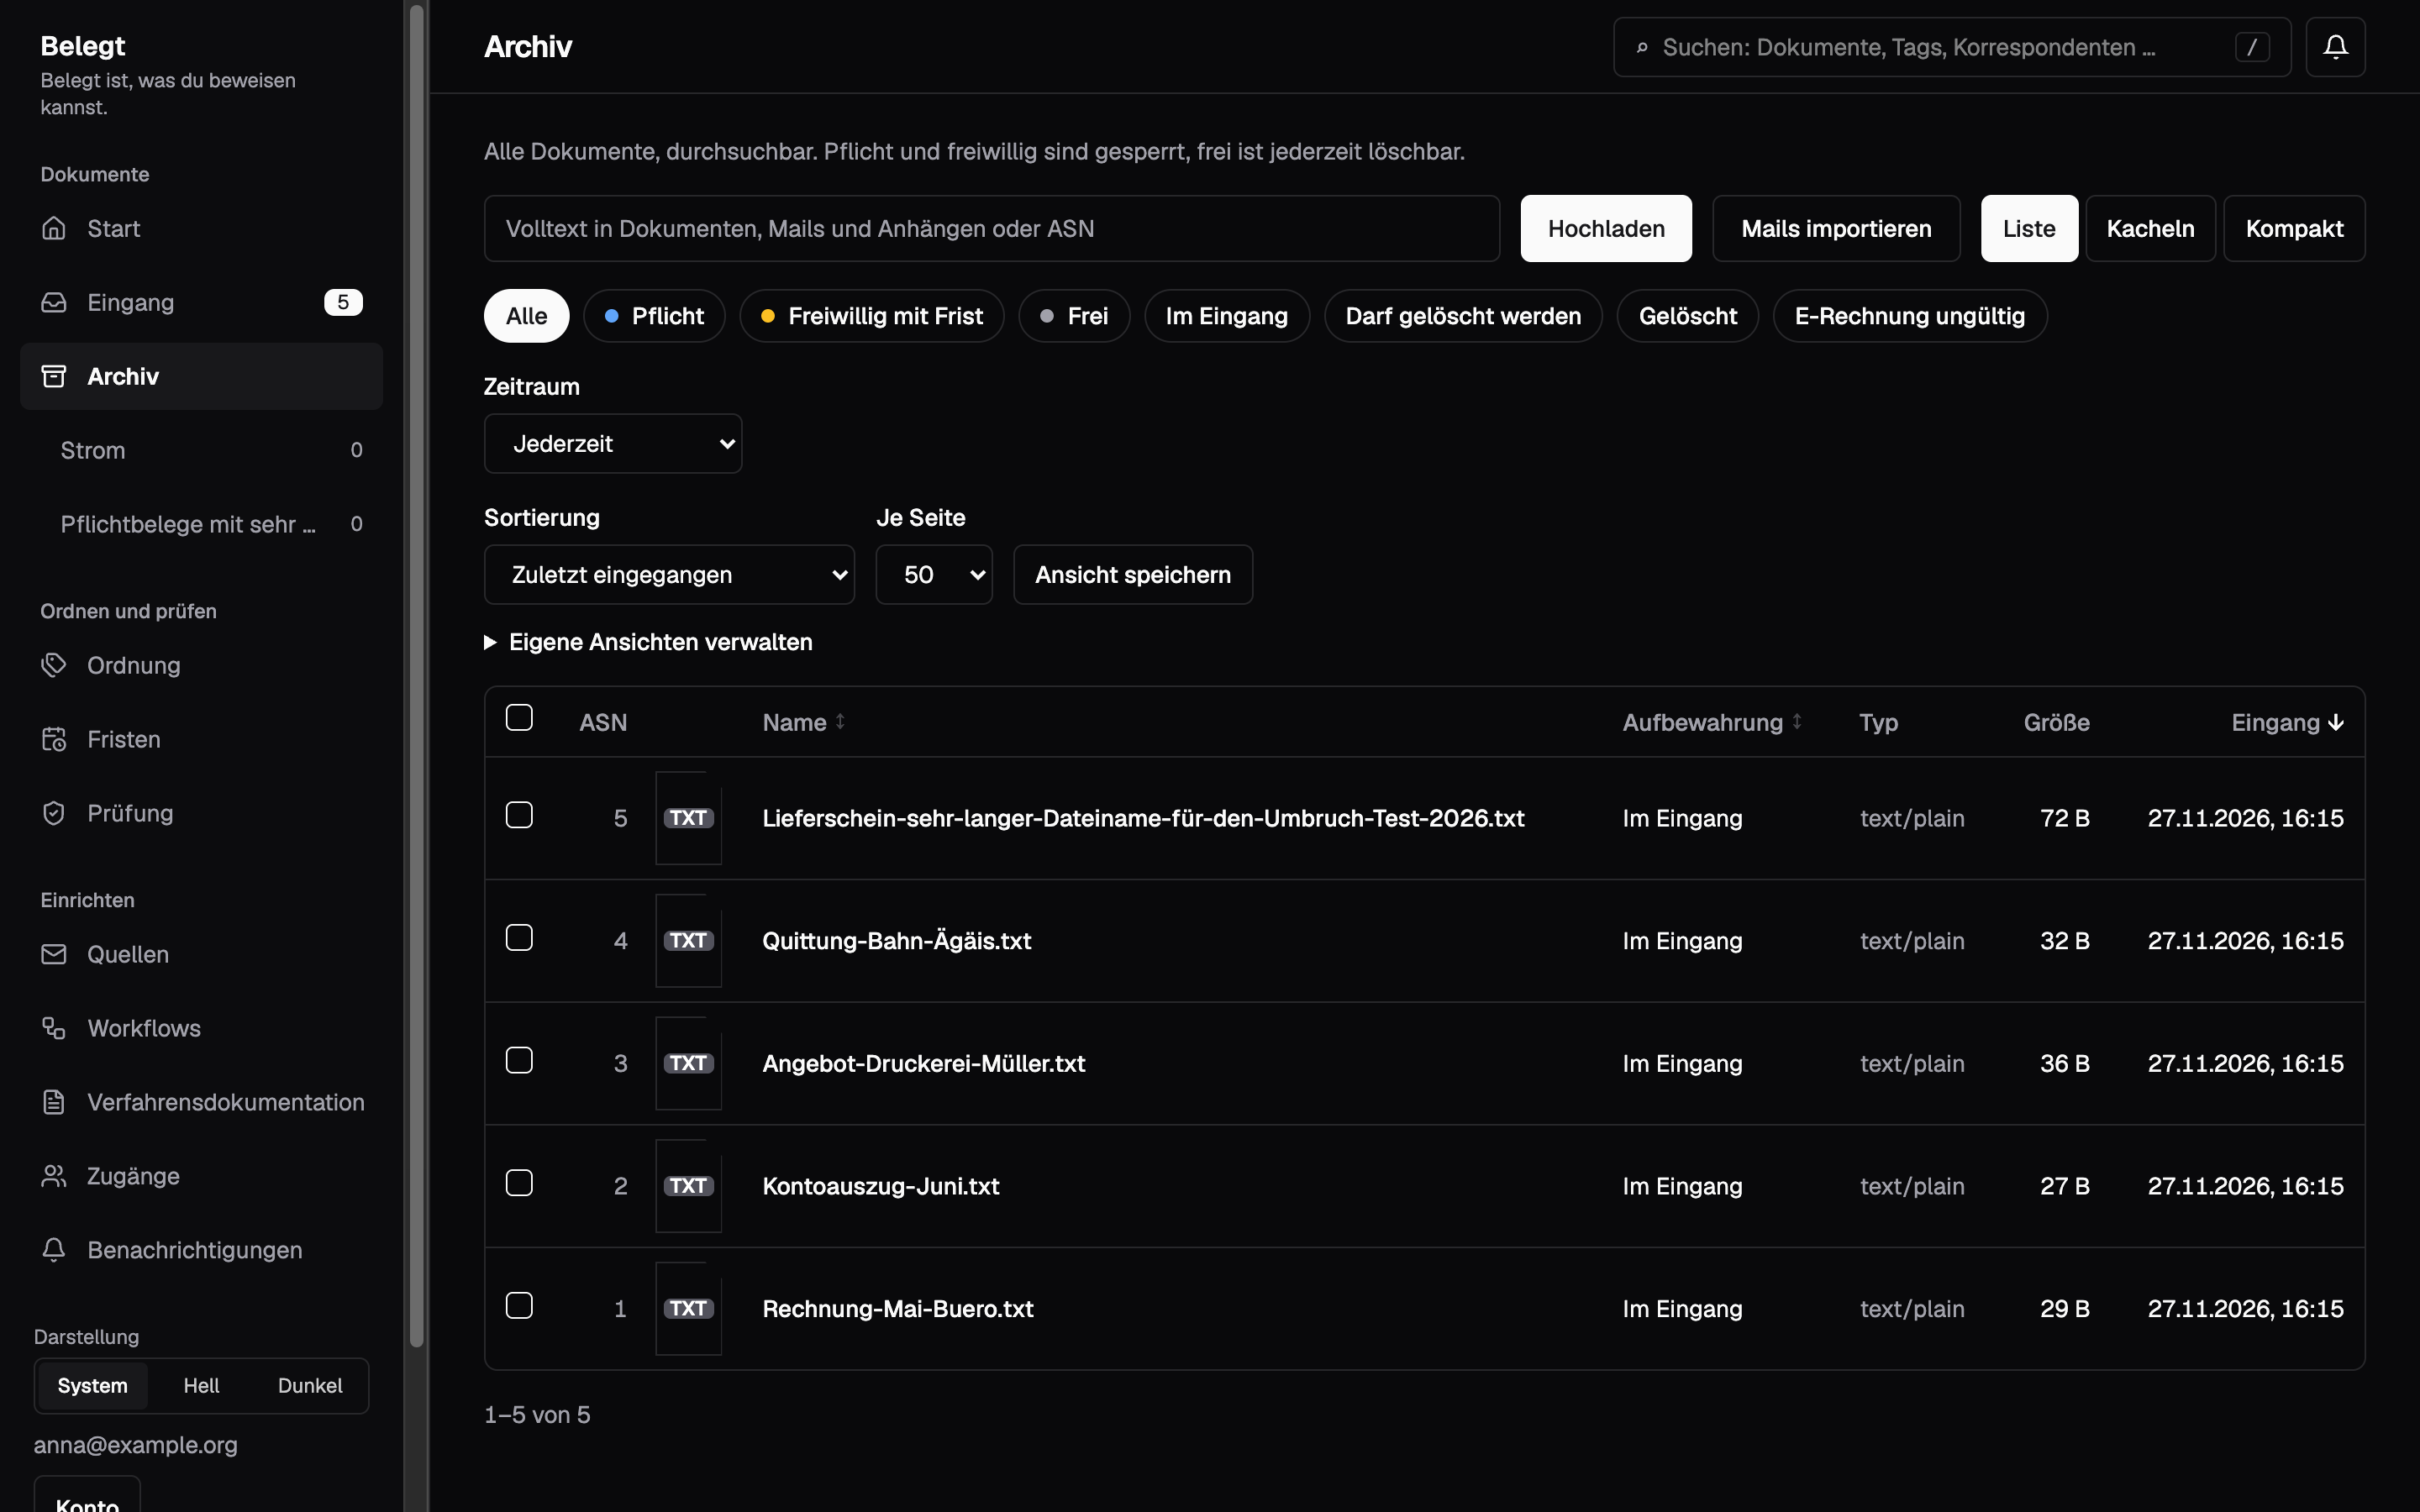 Belegt
Belegt ist, was du beweisen
kannst.
Dokumente
Start
Eingang 5
Archiv
Strom 0
Pflichtbelege mit sehr ... 0
Ordnen und prüfen
Ordnung
Fristen
Prüfung
Einrichten
Quellen
Workflows
Verfahrensdokumentation
Zugänge
Benachrichtigungen
Darstellung
System Hell Dunkel
anna@example.org
Konto
Archiv
Suchen: Dokumente, Tags, Korrespondenten ... /
Alle Dokumente, durchsuchbar. Pflicht und freiwillig sind gesperrt, frei ist jederzeit löschbar.
Volltext in Dokumenten, Mails und Anhängen oder ASN Hochladen Mails importieren Liste Kacheln Kompakt
Alle Pflicht Freiwillig mit Frist Frei Im Eingang Darf gelöscht werden Gelöscht E-Rechnung ungültig
Zeitraum
Jederzeit
Sortierung Je Seite
Zuletzt eingegangen 50 Ansicht speichern
Eigene Ansichten verwalten
ASN Name Aufbewahrung Typ Größe Eingang
5 TXT Lieferschein-sehr-langer-Dateiname-für-den-Umbruch-Test-2026.txt Im Eingang text/plain 72 B 27.11.2026, 16:15
4 TXT Quittung-Bahn-Ägäis.txt Im Eingang text/plain 32 B 27.11.2026, 16:15
3 TXT Angebot-Druckerei-Müller.txt Im Eingang text/plain 36 B 27.11.2026, 16:15
2 TXT Kontoauszug-Juni.txt Im Eingang text/plain 27 B 27.11.2026, 16:15
1 TXT Rechnung-Mai-Buero.txt Im Eingang text/plain 29 B 27.11.2026, 16:15
1–5 von 5